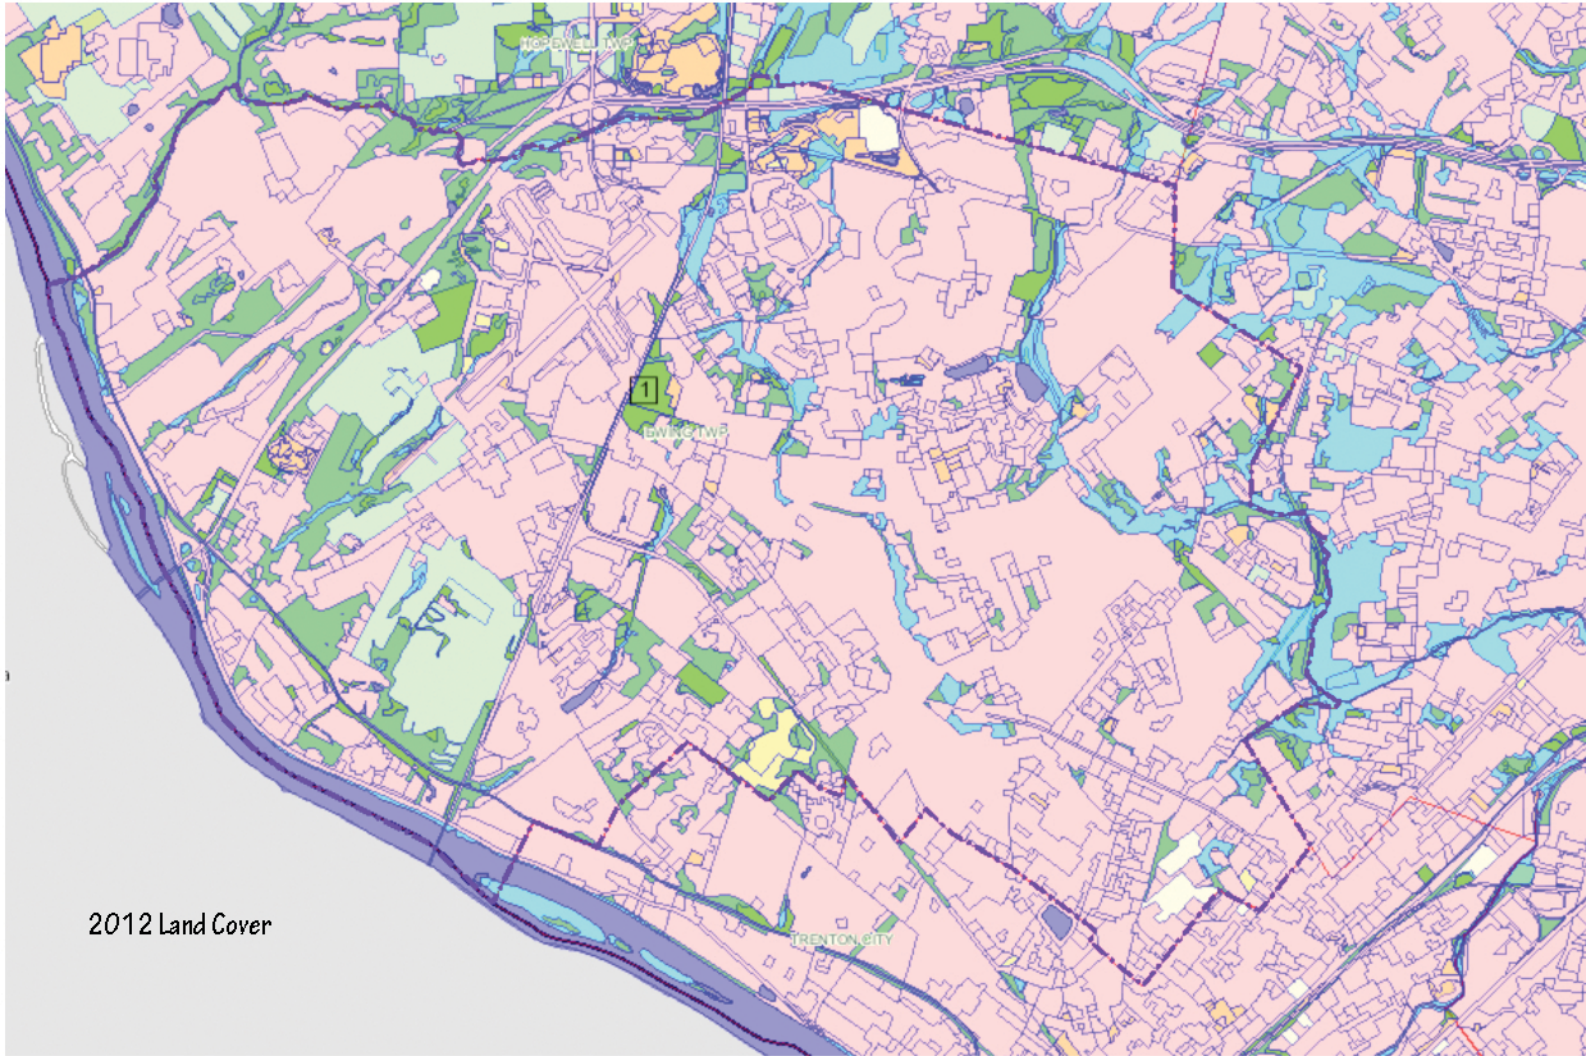 HOPEWELL TWP
1
EWING TWP
a
2012 Land Cover
TRENTON CITY